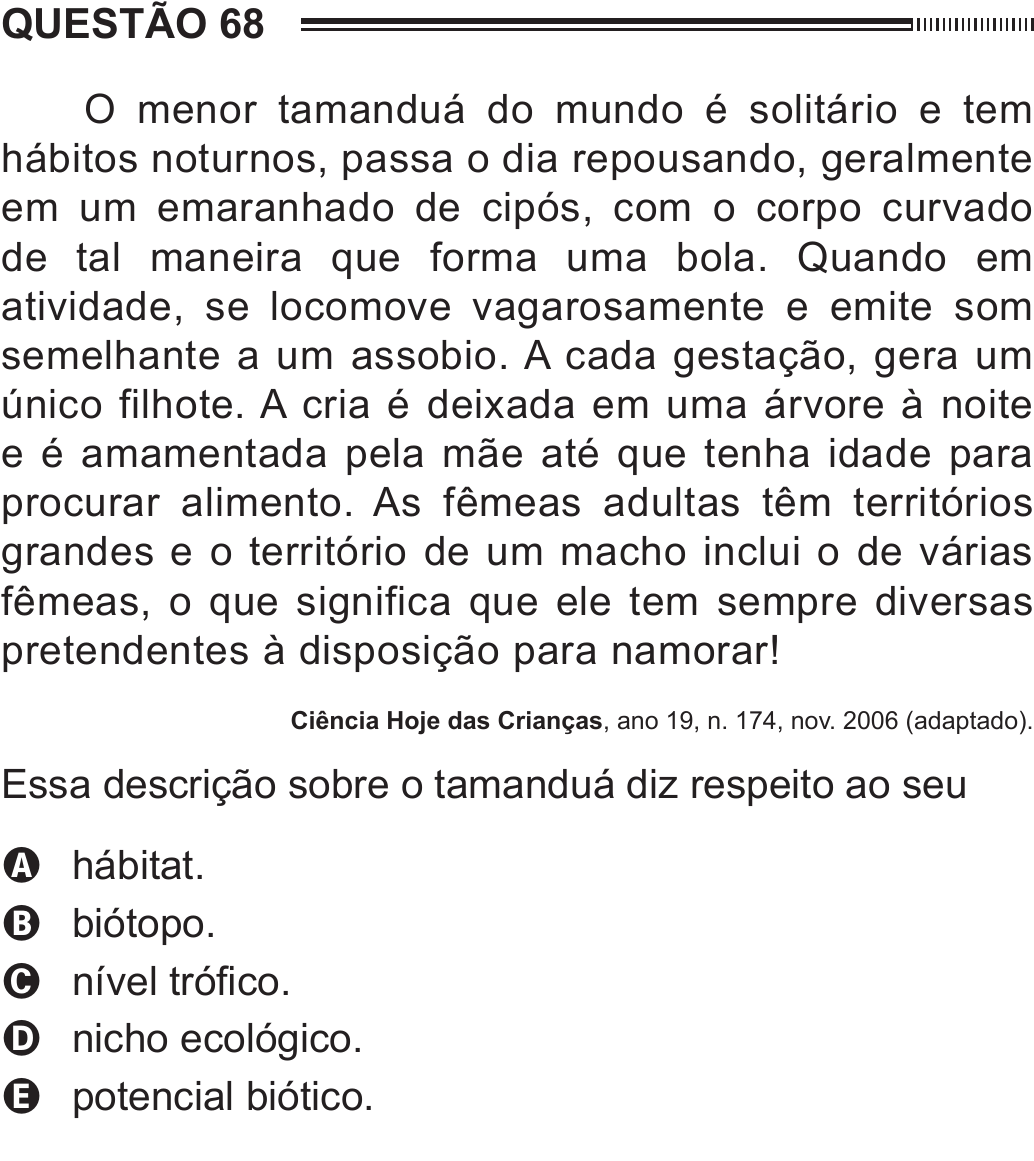 QUESTÃO 68
O menor tamanduá do mundo é solitário e tem
hábitos noturnos, passa o dia repousando, geralmente
em um emaranhado de cipós, com o corpo curvado
de tal maneira que forma uma bola. Quando em
atividade, se locomove vagarosamente e emite som
semelhante a um assobio. A cada gestação, gera um
único filhote. A cria é deixada em uma árvore à noite
e é amamentada pela mãe até que tenha idade para
procurar alimento. As fêmeas adultas têm territórios
grandes e o território de um macho inclui o de várias
fêmeas, o que significa que ele tem sempre diversas
pretendentes à disposição para namorar!
Ciência Hoje das Crianças, ano 19, n. 174, nov. 2006 (adaptado).
Essa descrição sobre o tamanduá diz respeito ao seu
A hábitat.
B biótopo.
C nível trófico.
D nicho ecológico.
E potencial biótico.